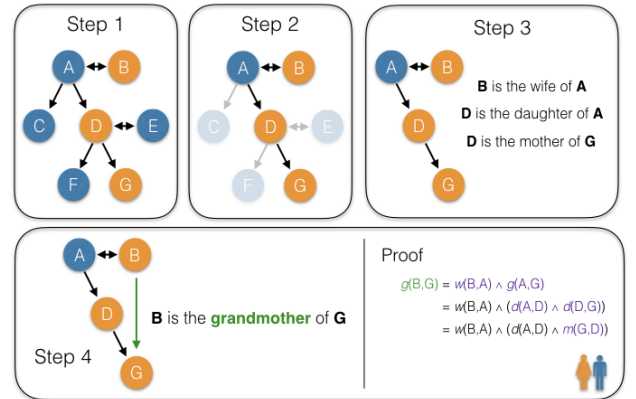 Step 1
A
B
C
D
E
F
G
Step 2
A
B
C
D
E
F
G
Step 3
A
B
D
G
B is the wife of A
D is the daughter of A
D is the mother of G
Step 4
A
B
D
G
B is the grandmother of G
Proof
g(B,G) = w(B,A) ∧ g(A,G)
= w(B,A) ∧ (d(A,D) ∧ d(D,G))
= w(B,A) ∧ (d(A,D) ∧ m(G,D))